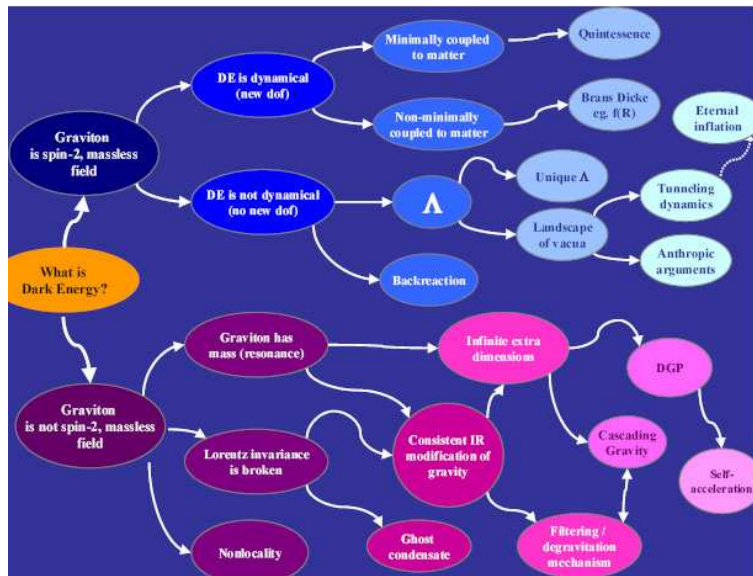 Minimally coupled
to matter
Quintessence
DE is dynamical
(new dof)
Non-minimally
coupled to matter
Brans Dicke
eg. f(R)
Eternal
inflation
Graviton
is spin-2, massless
field
Unique Λ
Tunneling
dynamics
DE is not dynamical
(no new dof)
Λ
Landscape
of vacua
Anthropic
arguments
Backreaction
What is
Dark Energy?
Graviton has
mass (resonance)
Infinite extra
dimensions
DGP
Graviton
is not spin-2, massless
field
Lorentz invariance
is broken
Consistent IR
modification of
gravity
Cascading
Gravity
Self-
acceleration
Nonlocality
Ghost
condensate
Filtering /
degravitation
mechanism